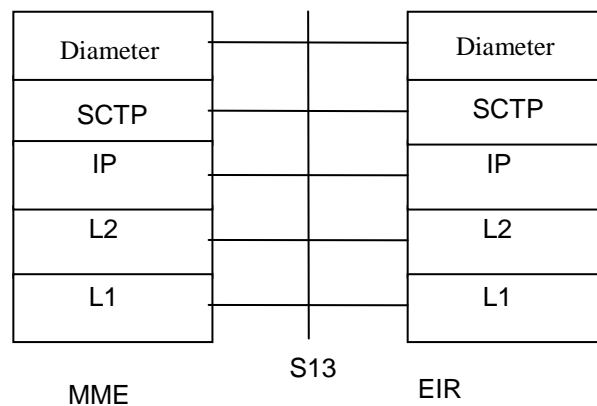 Diameter Diameter
SCTP SCTP
IP IP
L2 L2
L1 L1
S13
MME EIR